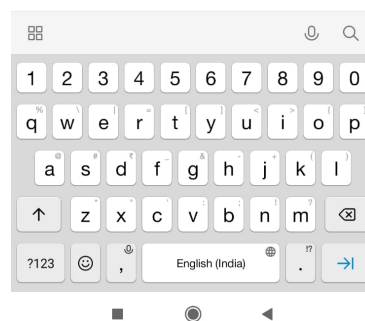 1 2 3 4 5 6 7 8 9 0
% \ | = [ ] < > {
q w e r t y u i o p
@ # ₹ _ & - + ( )
a s d f g h j k l
z x c v b n m
* " ' : ; ! ?
?123 , English (India) . !?